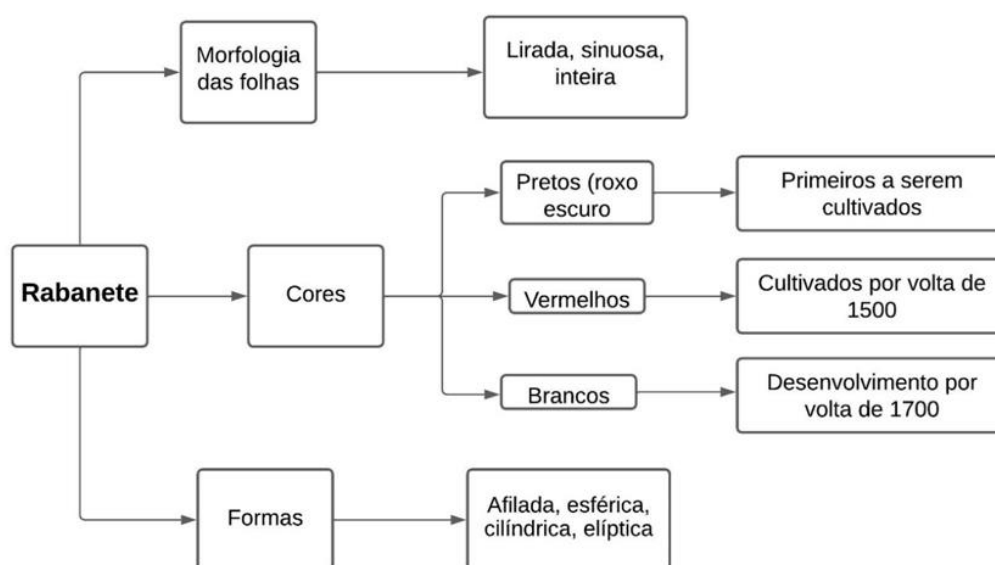 Morfologia
das folhas
Lirada, sinuosa,
inteira
Rabanete
Cores
Pretos (roxo
escuro
Primeiros a serem
cultivados
Vermelhos
Cultivados por volta de
1500
Brancos
Desenvolvimento por
volta de 1700
Formas
Afilada, esférica,
cilíndrica, elíptica